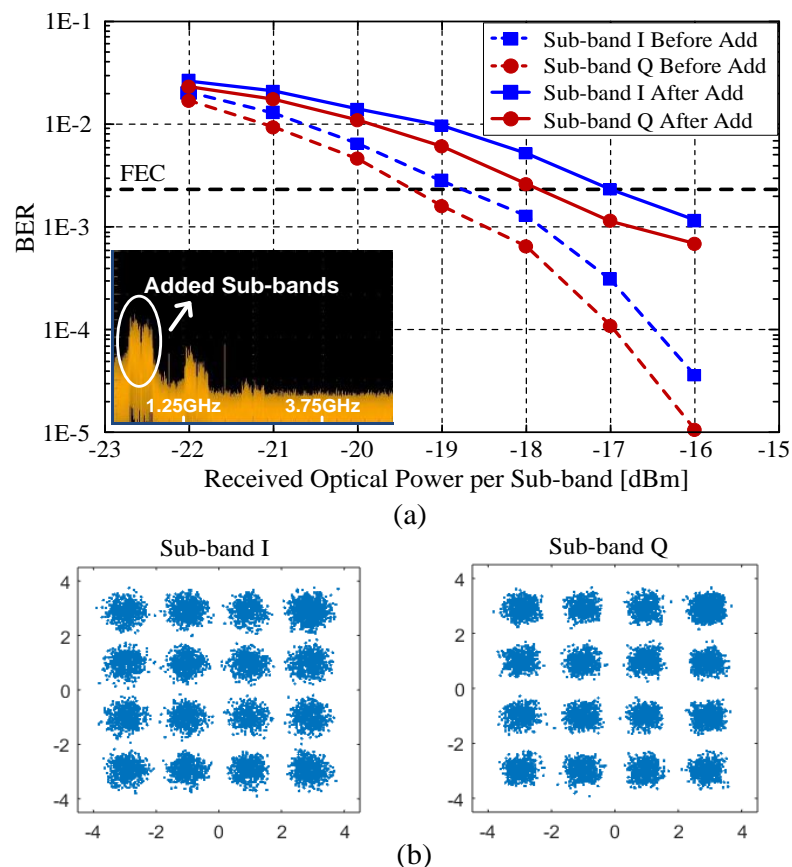 1E-1
1E-2
1E-3
1E-4
1E-5
BER
FEC
Sub-band I Before Add
Sub-band Q Before Add
Sub-band I After Add
Sub-band Q After Add
Added Sub-bands
1.25GHz 3.75GHz
-23 -22 -21 -20 -19 -18 -17 -16 -15
Received Optical Power per Sub-band [dBm]
(a)
Sub-band I
4
2
0
-2
-4
-4 -2 0 2 4
Sub-band Q
4
2
0
-2
-4
-4 -2 0 2 4
(b)